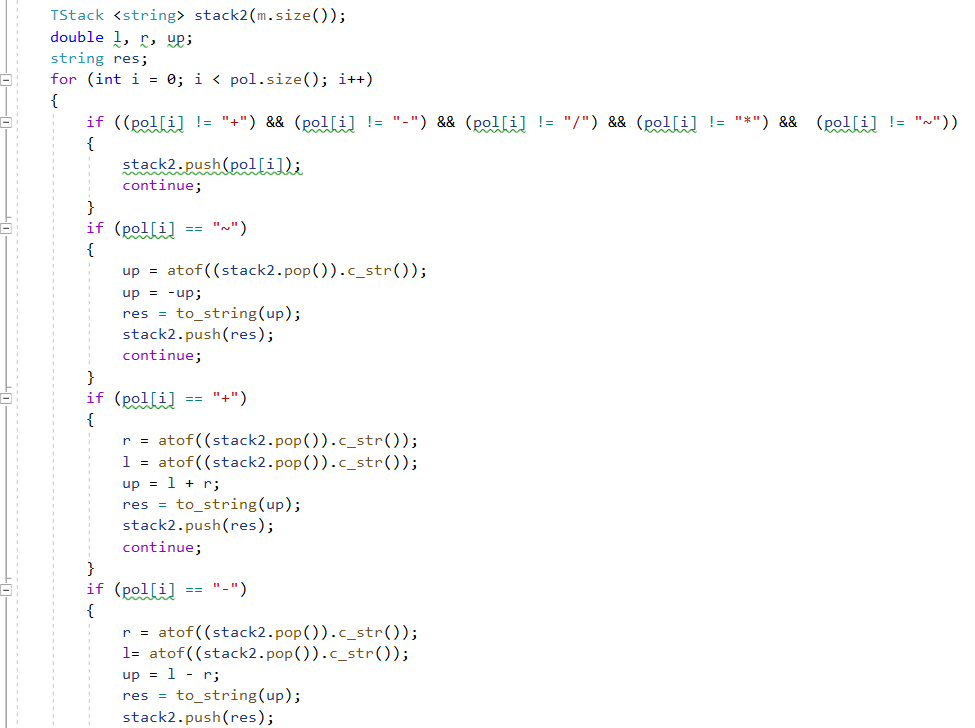 TStack <string> stack2(m.size());
double l, r, up;
string res;
for (int i = 0; i < pol.size(); i++)
{
if ((pol[i] != "+") && (pol[i] != "-") && (pol[i] != "/") && (pol[i] != "*") &&  (pol[i] != "~"))
{
stack2.push(pol[i]);
continue;
}
if (pol[i] == "~")
{
up = atof((stack2.pop()).c_str());
up = -up;
res = to_string(up);
stack2.push(res);
continue;
}
if (pol[i] == "+")
{
r = atof((stack2.pop()).c_str());
l = atof((stack2.pop()).c_str());
up = l + r;
res = to_string(up);
stack2.push(res);
continue;
}
if (pol[i] == "-")
{
r = atof((stack2.pop()).c_str());
l= atof((stack2.pop()).c_str());
up = l - r;
res = to_string(up);
stack2.push(res);